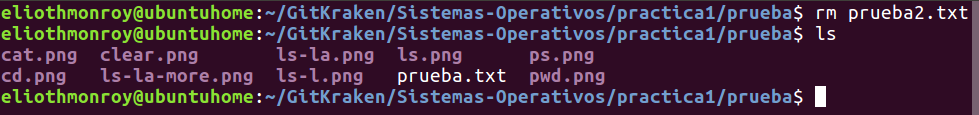 eliothmonroy@ubuntuhome:~/GitKraken/Sistemas-Operativos/practica1/prueba$ rm prueba2.txt
eliothmonroy@ubuntuhome:~/GitKraken/Sistemas-Operativos/practica1/prueba$ ls
cat.png  clear.png       ls-la.png  ls.png      ps.png
cd.png   ls-la-more.png  ls-l.png   prueba.txt  pwd.png
eliothmonroy@ubuntuhome:~/GitKraken/Sistemas-Operativos/practica1/prueba$